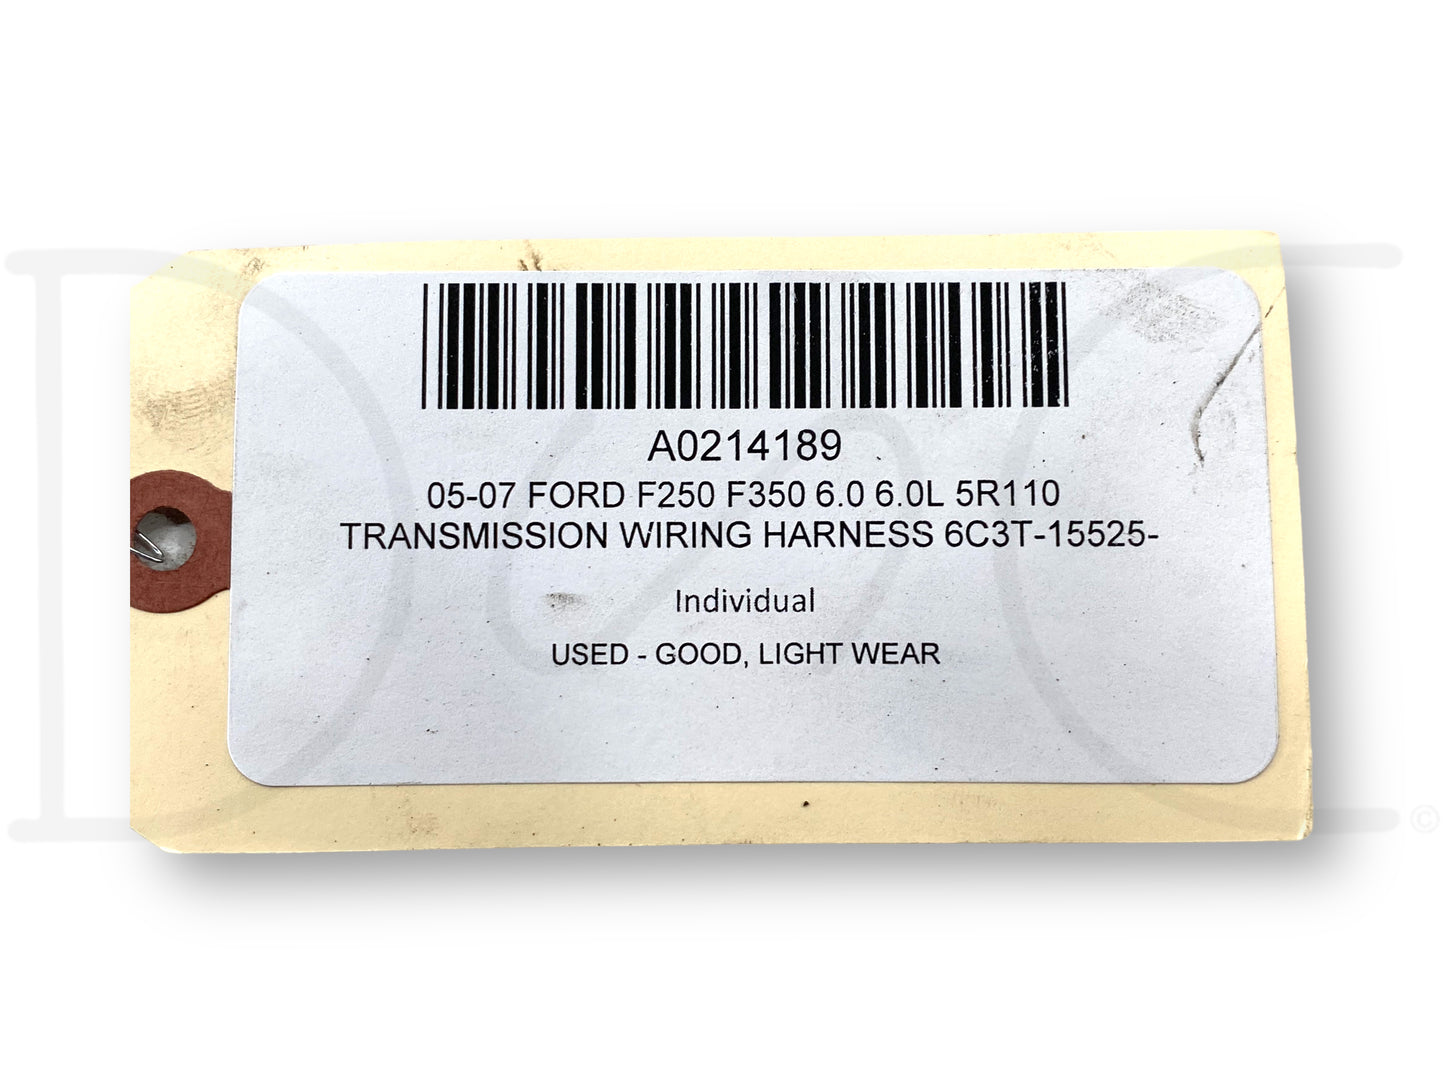 A0214189
05-07 FORD F250 F350 6.0 6.0L 5R110
TRANSMISSION WIRING HARNESS 6C3T-15525-
Individual
USED - GOOD, LIGHT WEAR
©